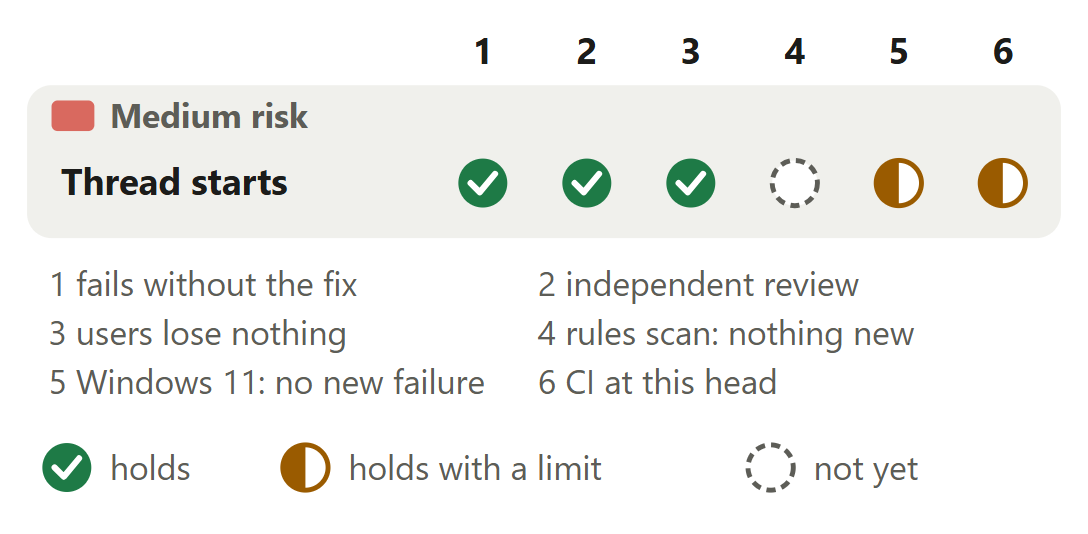 1 2 3 4 5 6
Medium risk
Thread starts
1 fails without the fix 2 independent review
3 users lose nothing 4 rules scan: nothing new
5 Windows 11: no new failure 6 CI at this head
holds holds with a limit not yet